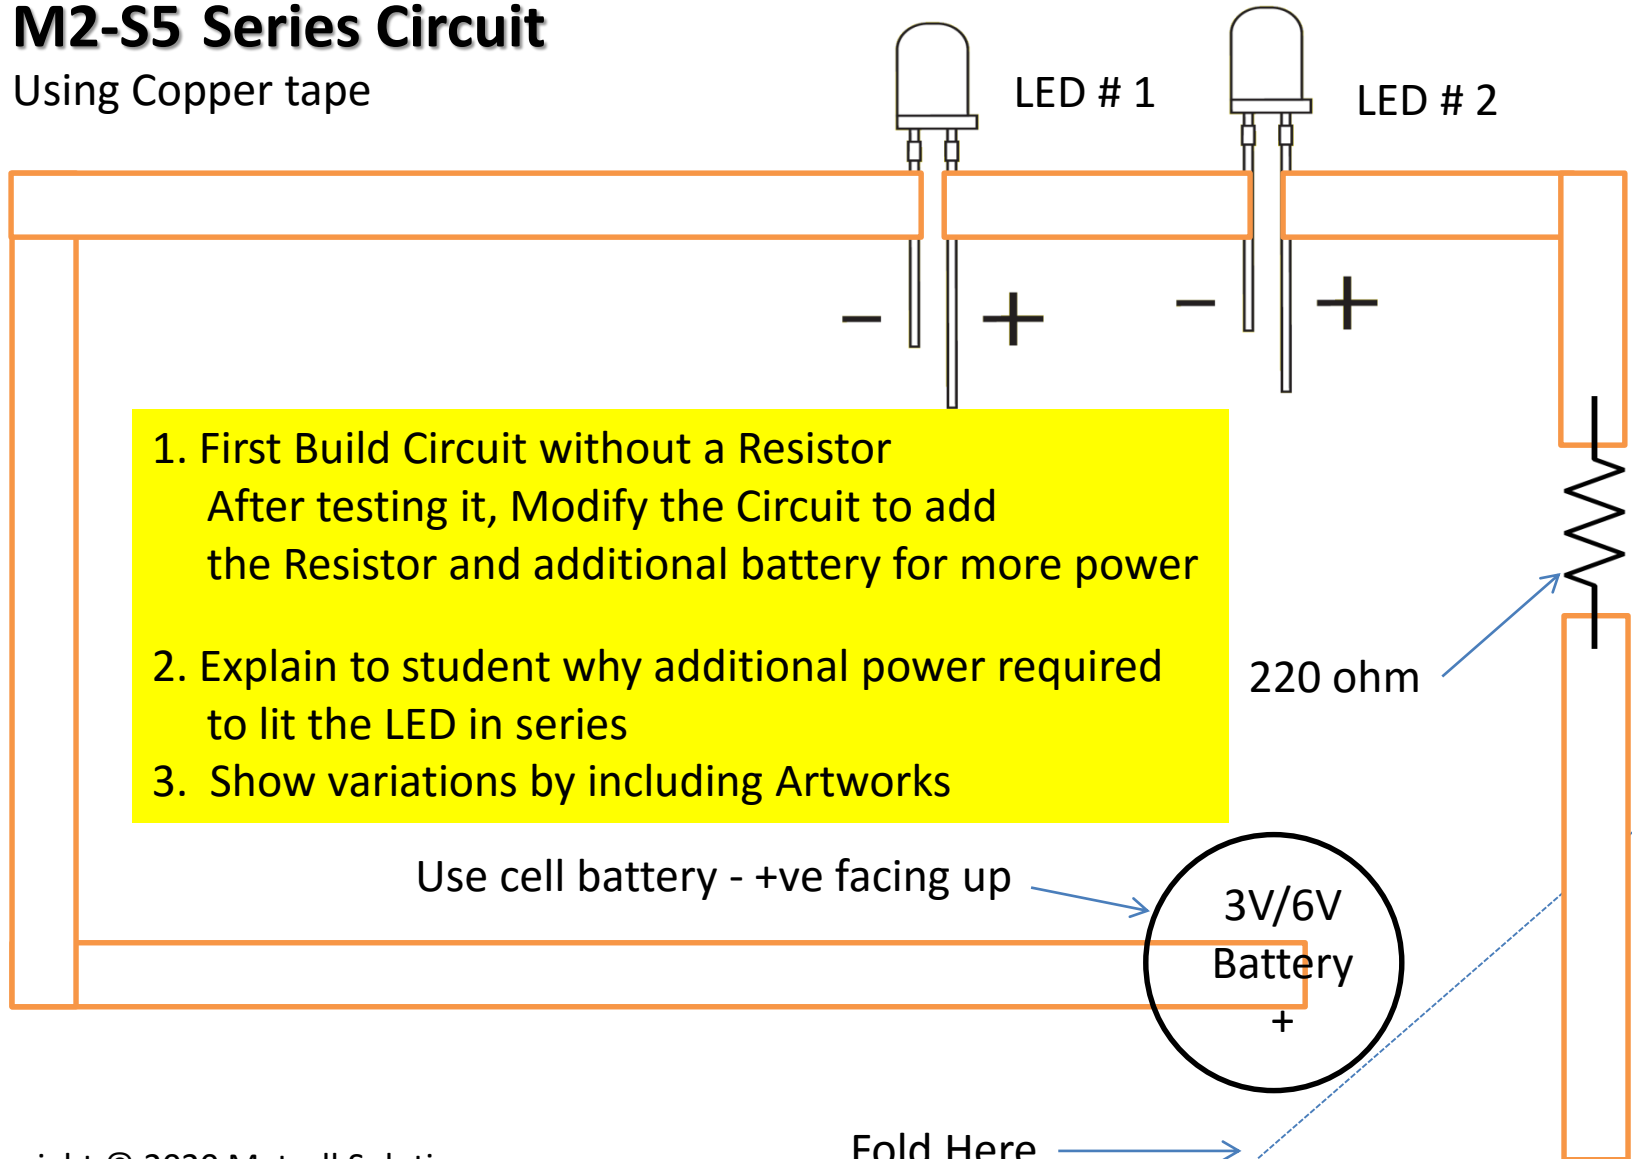 M2-S5 Series Circuit
Using Copper tape
LED # 1
LED # 2
- +
- +
1. First Build Circuit without a Resistor
After testing it, Modify the Circuit to add
the Resistor and additional battery for more power
2. Explain to student why additional power required
to lit the LED in series
3. Show variations by including Artworks
220 ohm
Use cell battery - +ve facing up
3V/6V
Battery
+
Fold Here
© 2020